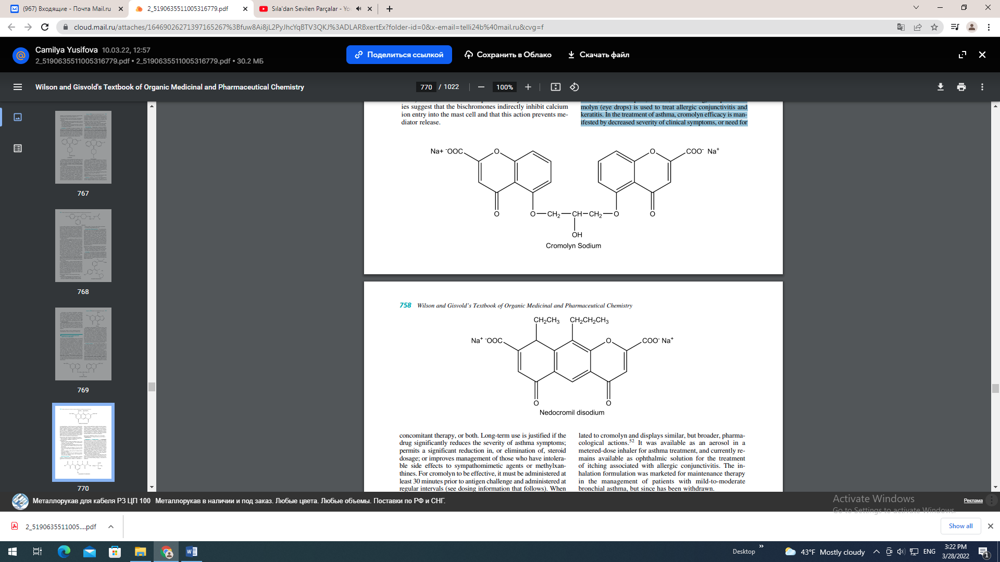 (967) Входящие - Почта Mail.ru
2_5190635511005316779.pdf
Sıla'dan Sevilen Parçalar - Yo
cloud.mail.ru/attaches/16469026271397165267%3Bfuw8Ai8jL2PyJhcYqBTV3QKJ%3ADLARBxertEx?folder-id=0&x-email=telli24b%40mail.ru&cvg=f
Camilya Yusifova 10.03.22, 12:57
2_5190635511005316779.pdf • 2_5190635511005316779.pdf • 30.2 МБ
Поделиться ссылкой
Сохранить в Облако
Скачать файл
Wilson and Gisvold's Textbook of Organic Medicinal and Pharmaceutical Chemistry
770 / 1022
100%
767
768
769
770
ies suggest that the bischromones indirectly inhibit calcium
ion entry into the mast cell and that this action prevents me-
diator release.
molyn (eye drops) is used to treat allergic conjunctivitis and
keratitis. In the treatment of asthma, cromolyn efficacy is man-
ifested by decreased severity of clinical symptoms, or need for
Na+ -OOC O O COO- Na+
O O—CH2—CH—CH2—O O
OH
Cromolyn Sodium
758 Wilson and Gisvold's Textbook of Organic Medicinal and Pharmaceutical Chemistry
CH2CH3 CH2CH2CH3
Na+ -OOC O COO- Na+
O O
Nedocromil disodium
concomitant therapy, or both. Long-term use is justified if the
drug significantly reduces the severity of asthma symptoms;
permits a significant reduction in, or elimination of, steroid
dosage; or improves management of those who have intolera-
ble side effects to sympathomimetic agents or methylxan-
thines. For cromolyn to be effective, it must be administered at
least 30 minutes prior to antigen challenge and administered at
regular intervals (see dosing information that follows). When
lated to cromolyn and displays similar, but broader, pharma-
cological actions.52 It was available as an aerosol in a
metered-dose inhaler for asthma treatment, and currently re-
mains available as ophthalmic solution for the treatment
of itching associated with allergic conjunctivitis. The in-
halation formulation was marketed for maintenance therapy
in the management of patients with mild-to-moderate
bronchial asthma, but since has been withdrawn.
Металлорукав для кабеля РЗ ЦП 100 Металлорукав в наличии и под заказ. Любые цвета. Любые объемы. Поставки по РФ и СНГ.
Реклама
Activate Windows
Go to Settings to activate Windows.
2_5190635511005....pdf
Show all
Desktop
43°F Mostly cloudy
ENG
3:22 PM
3/28/2022
1